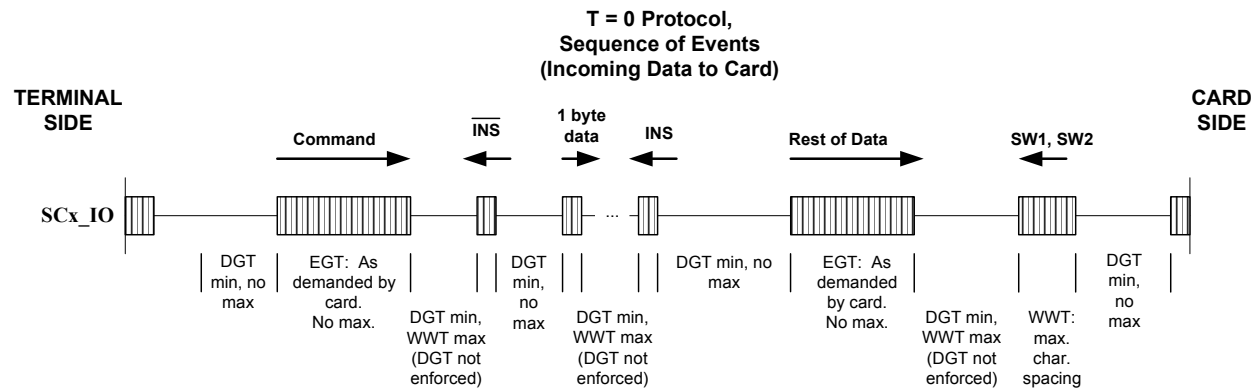 T = 0 Protocol,
Sequence of Events
(Incoming Data to Card)
TERMINAL
SIDE
CARD
SIDE
Command
INS
1 byte
data
INS
Rest of Data
SW1, SW2
SCx_IO
...
DGT
min, no
max
EGT: As
demanded by
card.
No max.
DGT min,
WWT max
(DGT not
enforced)
DGT
min,
no
max
DGT min,
WWT max
(DGT not
enforced)
DGT min, no
max
EGT: As
demanded
by card.
No max.
DGT min,
WWT max
(DGT not
enforced)
WWT:
max.
char.
spacing
DGT
min,
no
max